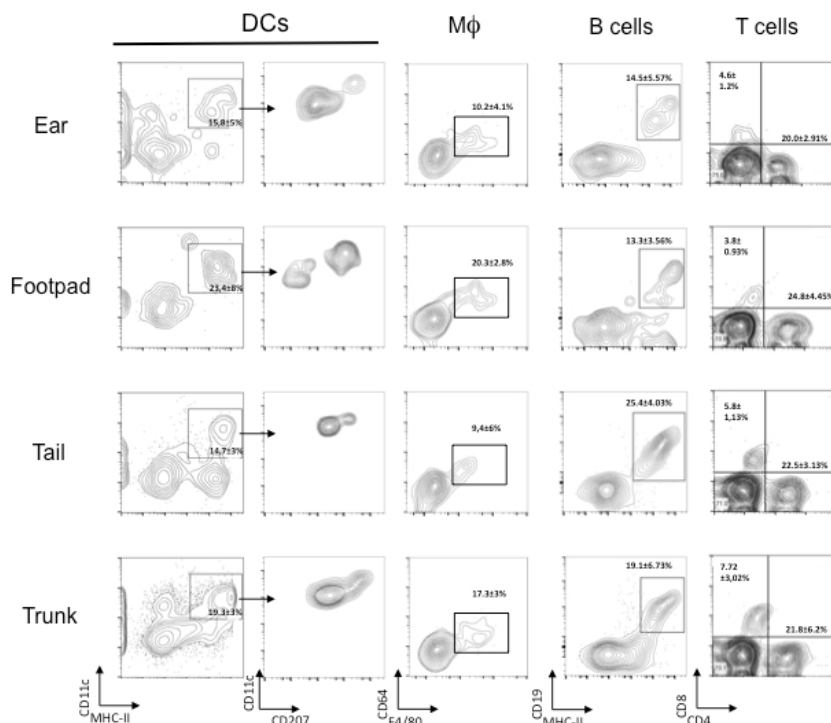 DCs Mϕ B cells T cells
Ear
15,8±5%
10.2±4.1%
14.5±5.57%
4.6±
1.2%
20.0±2.91%
Footpad
23,4±8%
20.3±2.8%
13.3±3.56%
3.8±
0.93%
24.8±4.45%
Tail
14,7±3%
9,4±6%
25.4±4.03%
5.8±
1,13%
22.5±3.13%
Trunk
19.3±3%
17.3±3%
19.1±6.73%
7.72
±3,02%
21.8±6.2%
CD11c
MHC-II
CD11c
CD207
CD64
F4/80
CD19
MHC-II
CD8
CD4